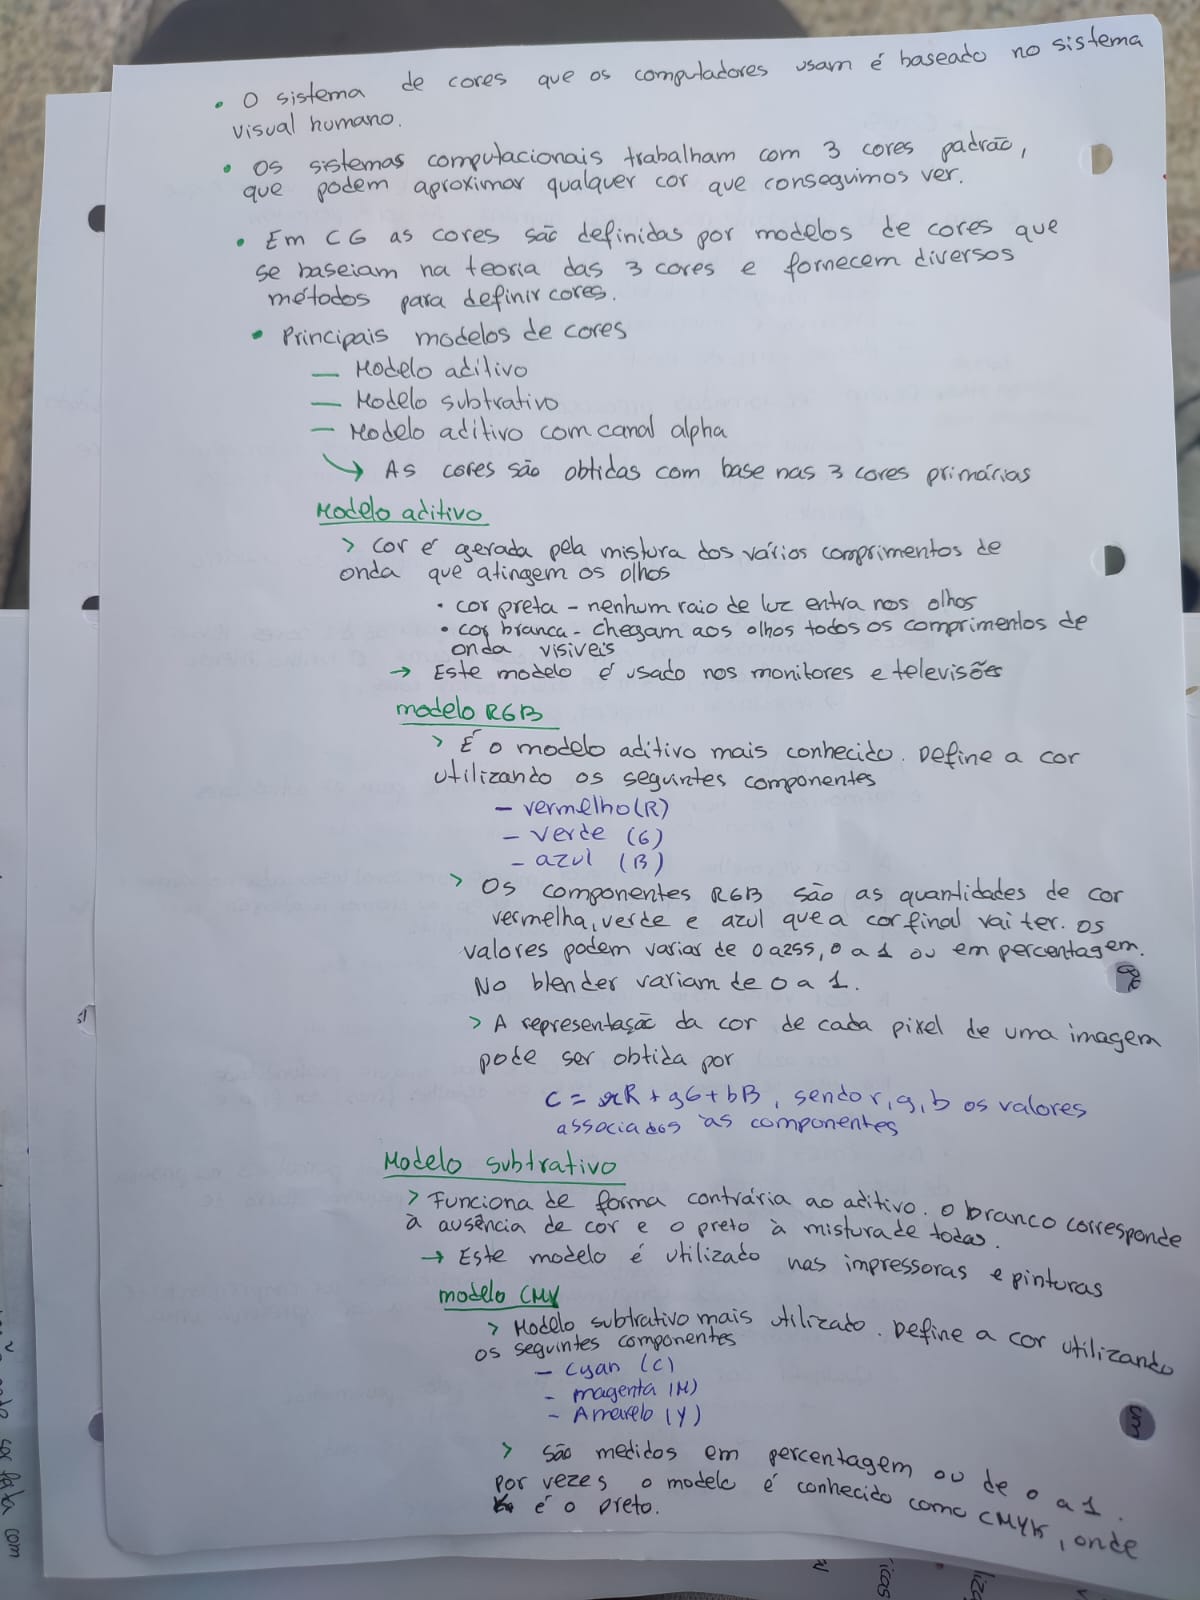 • O sistema de cores que os computadores usam é baseado no sistema
visual humano.
• Os sistemas computacionais trabalham com 3 cores padrão,
que podem aproximar qualquer cor que conseguimos ver.
• Em CG as cores são definidas por modelos de cores que
se baseiam na teoria das 3 cores e fornecem diversos
métodos para definir cores.
• Principais modelos de cores
— Modelo aditivo
— Modelo subtrativo
— Modelo aditivo com canal alpha
↳ As cores são obtidas com base nas 3 cores primárias
Modelo aditivo
> Cor é gerada pela mistura dos vários comprimentos de
onda que atingem os olhos
• cor preta - nenhum raio de luz entra nos olhos
• cor branca - chegam aos olhos todos os comprimentos de
onda visíveis
→ Este modelo é usado nos monitores e televisões
modelo RGB
> É o modelo aditivo mais conhecido. Define a cor
utilizando os seguintes componentes
- vermelho (R)
- verde (G)
- azul (B)
> Os componentes RGB são as quantidades de cor
vermelha, verde e azul que a cor final vai ter. Os
valores podem variar de 0 a 255, 0 a 1 ou em percentagem.
No blender variam de 0 a 1.
> A representação da cor de cada pixel de uma imagem
pode ser obtida por
C = rR + gG + bB, sendo r, g, b os valores
associados às componentes
Modelo subtrativo
> Funciona de forma contrária ao aditivo. O branco corresponde
à ausência de cor e o preto à mistura de todas.
→ Este modelo é utilizado nas impressoras e pinturas
modelo CMY
> Modelo subtrativo mais utilizado. Define a cor utilizando
os seguintes componentes
- Cyan (C)
- magenta (M)
- Amarelo (Y)
> São medidos em percentagem ou de 0 a 1.
Por vezes o modelo é conhecido como CMYK, onde
é o preto.
um
ser feita com
icas